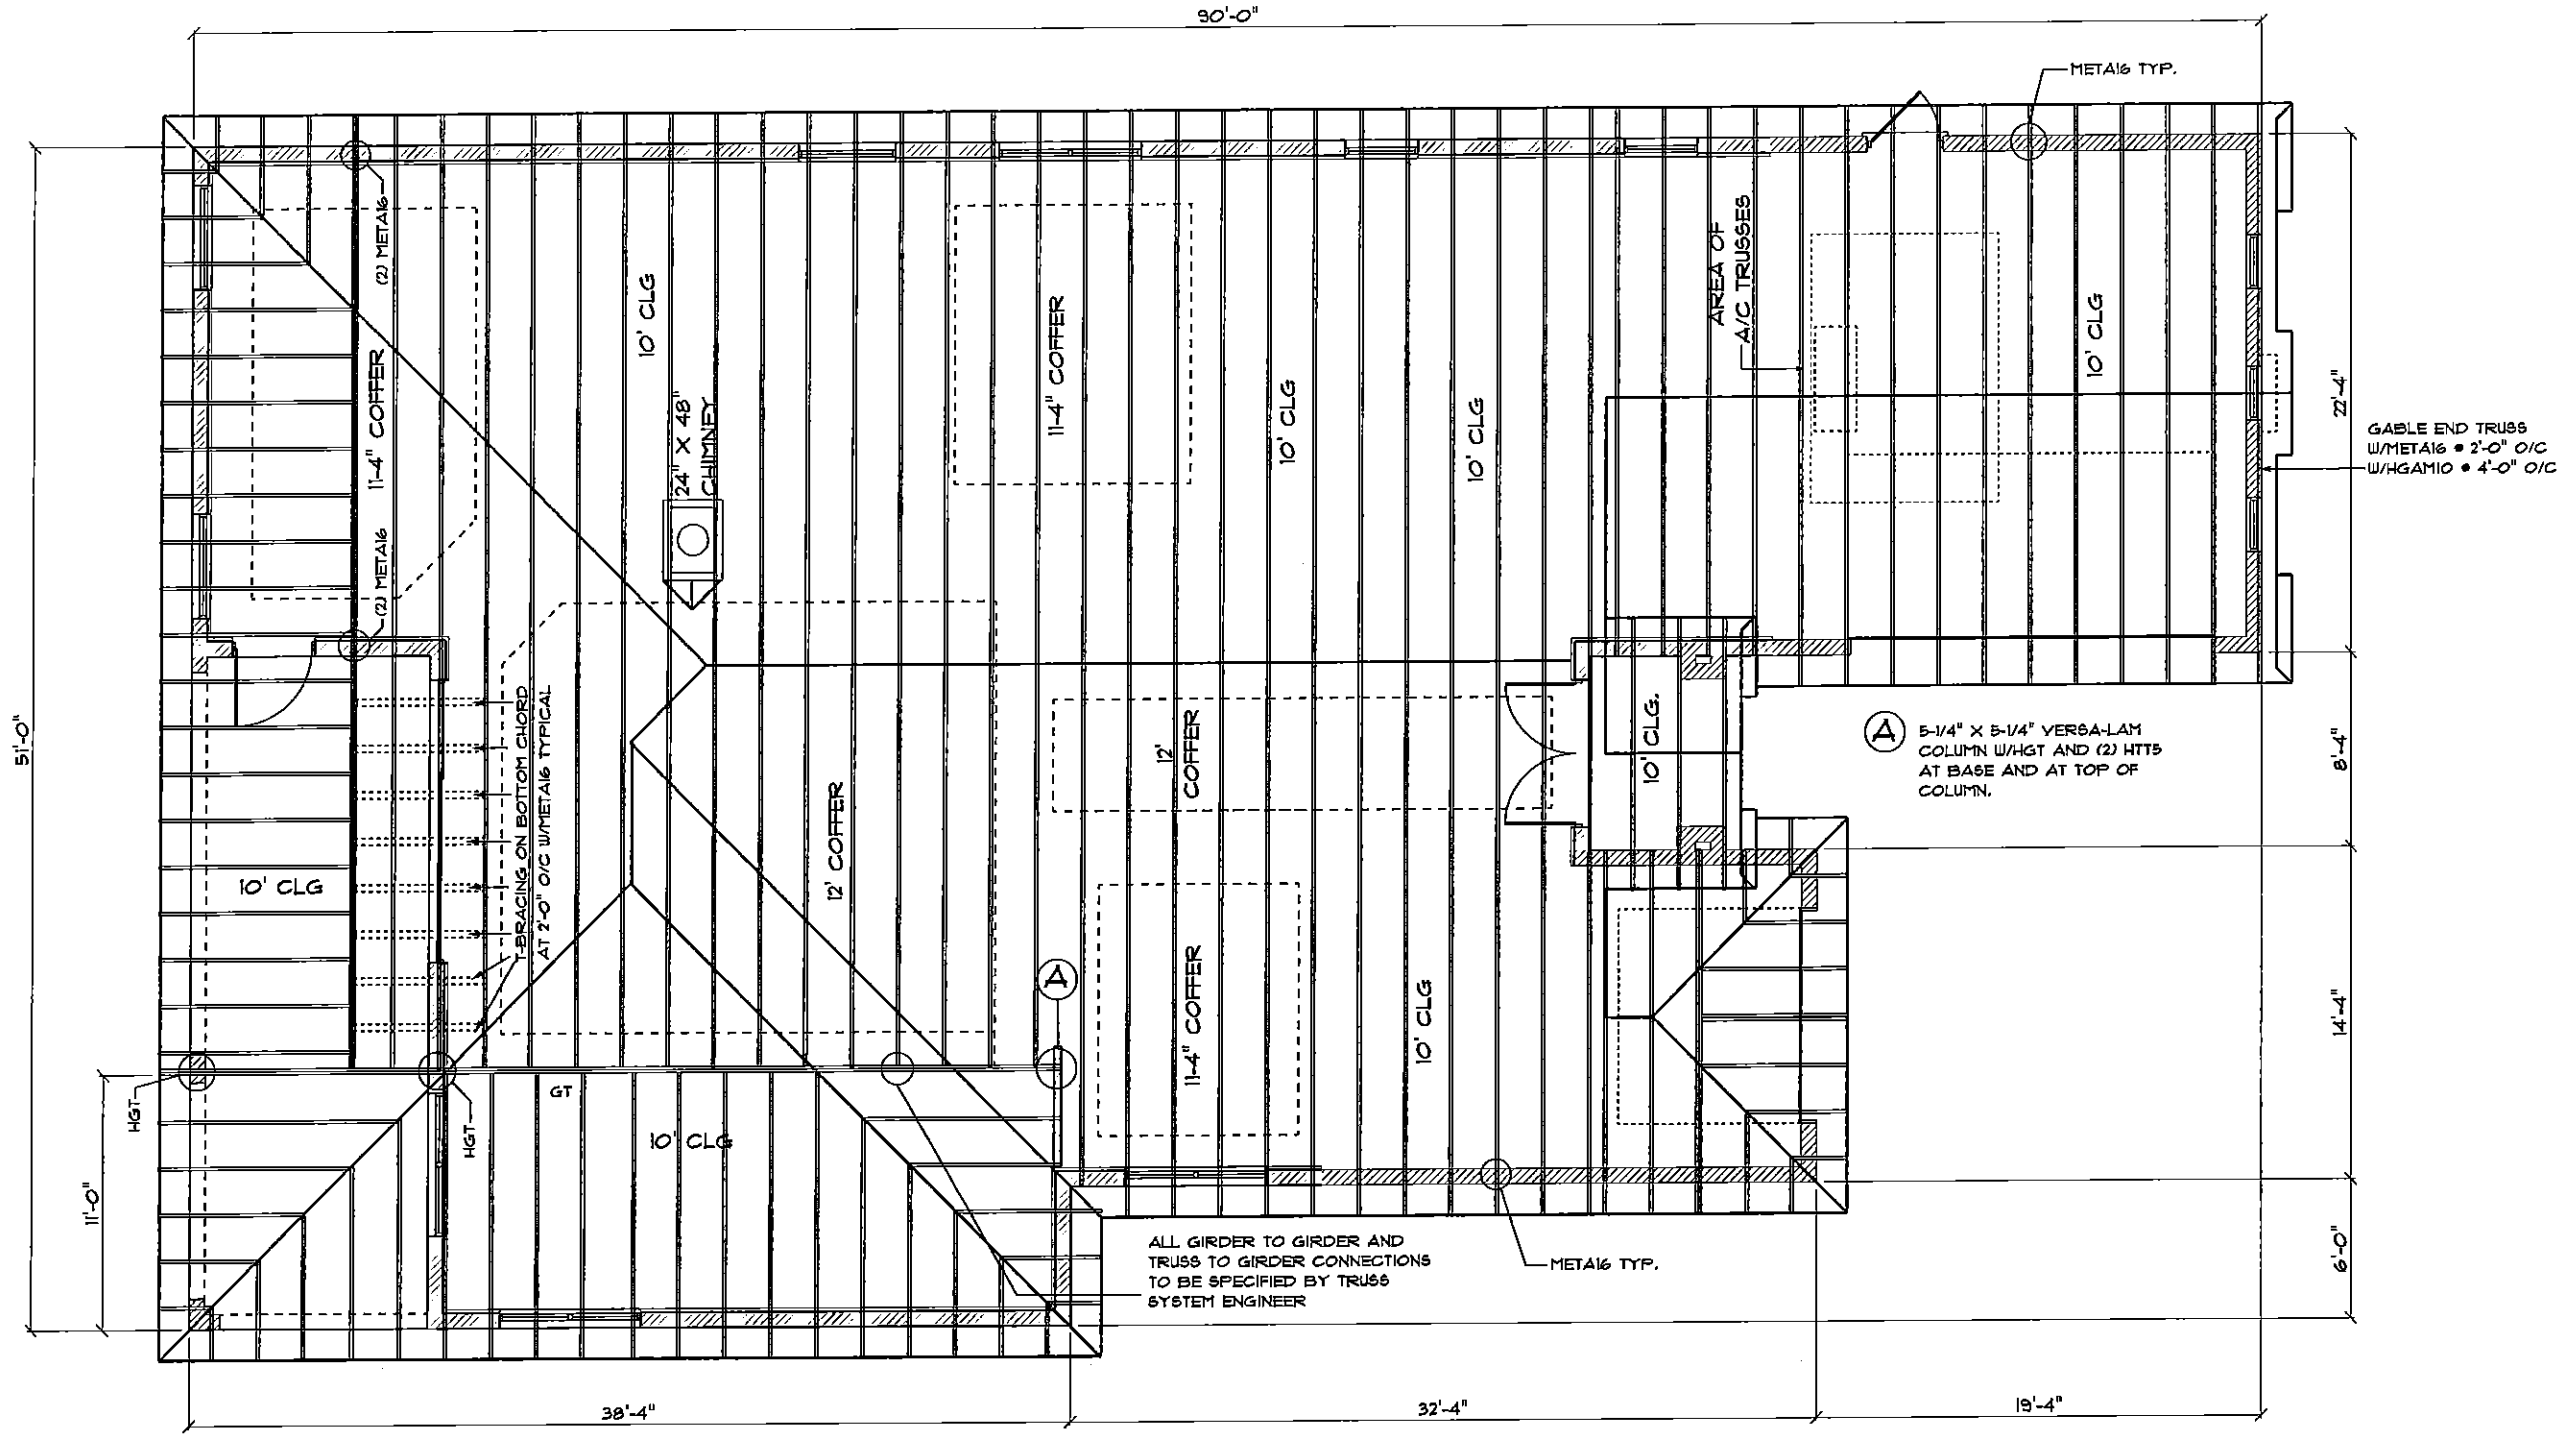 90'-0"
META16 TYP.
(2) META16
10' CLG
11-4" COFFER
AREA OF
A/C TRUSSES
10' CLG
11-4" COFFER
24" X 48"
CHIMNEY
10' CLG
10' CLG
22'-4"
GABLE END TRUSS
W/META16 @ 2'-0" O/C
W/HGAM10 @ 4'-0" O/C
(2) META16
51'-0"
T-BRACING ON BOTTOM CHORD
AT 2'-0" O/C W/META16 TYPICAL
12'
COFFER
10' CLG.
A
5-1/4" X 5-1/4" VERSA-LAM
COLUMN W/HGT AND (2) HTT5
AT BASE AND AT TOP OF
COLUMN.
8'-4"
12' COFFER
10' CLG
A
11-4" COFFER
10' CLG
14'-4"
HGT
HGT
GT
10' CLG
11'-0"
ALL GIRDER TO GIRDER AND
TRUSS TO GIRDER CONNECTIONS
TO BE SPECIFIED BY TRUSS
SYSTEM ENGINEER
META16 TYP.
6'-0"
38'-4"
32'-4"
19'-4"